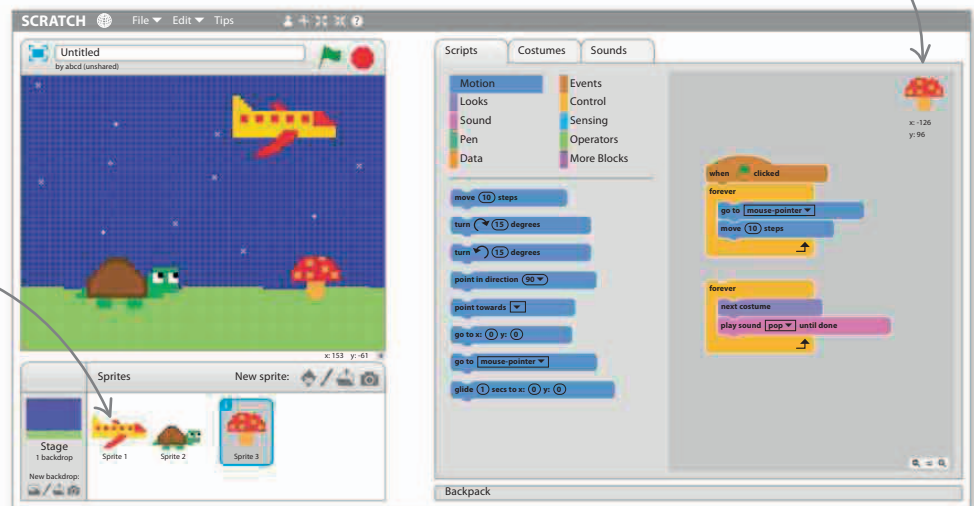 SCRATCH File Edit Tips
Untitled
by abcd (unshared)
x: 153 y: -61
Sprites New sprite:
Stage
1 backdrop
New backdrop:
Sprite 1 Sprite 2 Sprite 3
Scripts Costumes Sounds
Motion Events
Looks Control
Sound Sensing
Pen Operators
Data More Blocks
move 10 steps
turn 15 degrees
turn 15 degrees
point in direction 90
point towards
go to x: 0 y: 0
go to mouse-pointer
glide 1 secs to x: 0 y: 0
x: -126
y: 96
when clicked
forever
go to mouse-pointer
move 10 steps
forever
next costume
play sound pop until done
Backpack